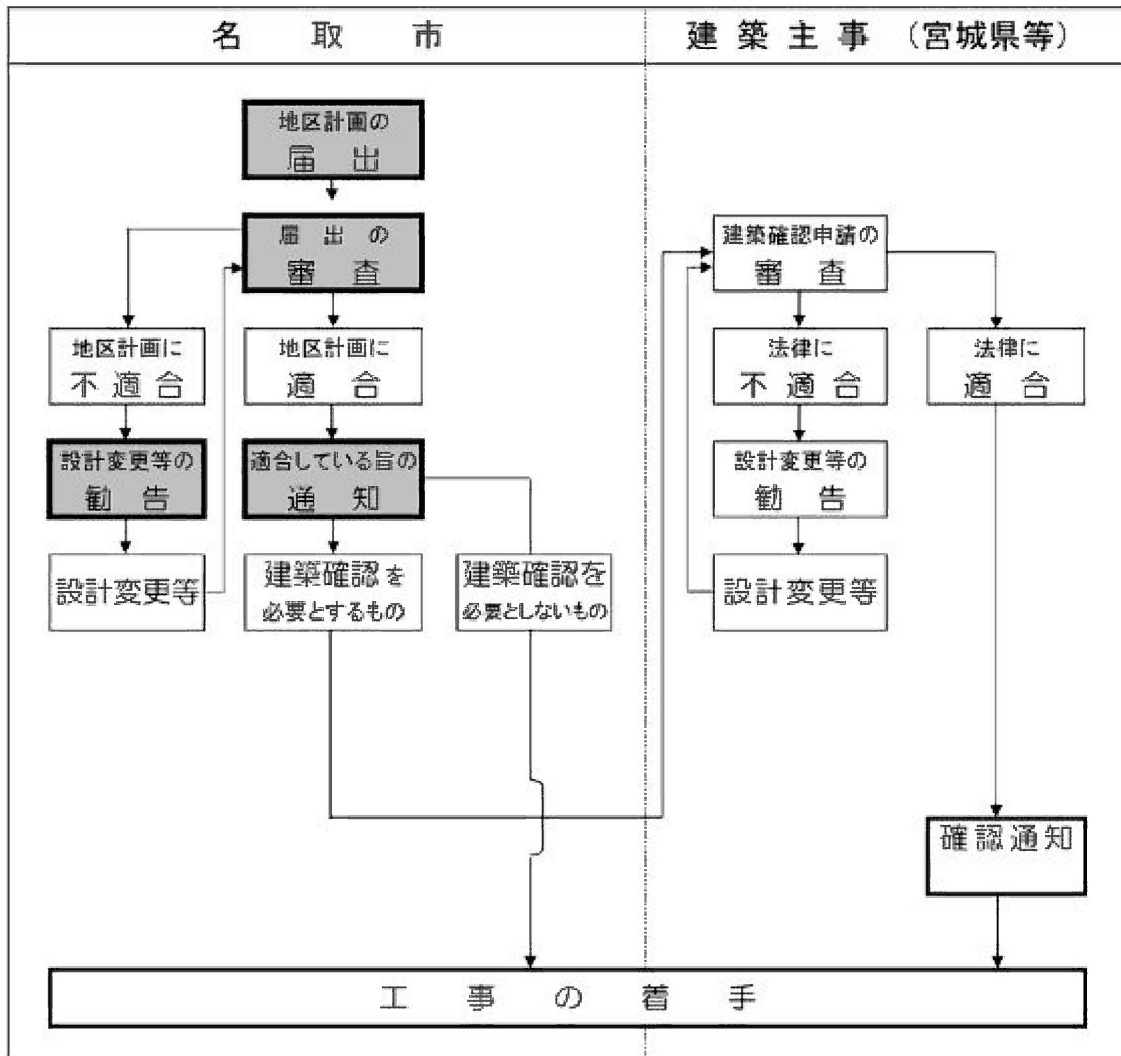 名取市
建築主事（宮城県等）
地区計画の
届出
届出の
審査
地区計画に
不適合
地区計画に
適合
設計変更等の
勧告
適合している旨の
通知
設計変更等
建築確認を
必要とするもの
建築確認を
必要としないもの
建築確認申請の
審査
法律に
不適合
法律に
適合
設計変更等の
勧告
設計変更等
確認通知
工事の着手